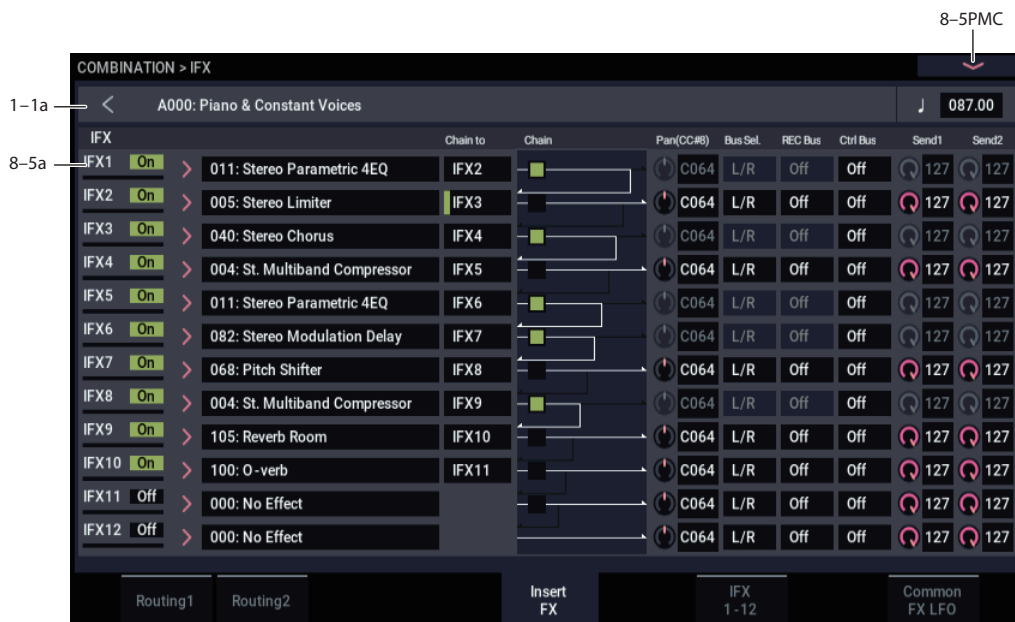 8–5PMC
COMBINATION > IFX
1–1a
A000: Piano & Constant Voices
♩ 087.00
IFX Chain to Chain Pan(CC#8) Bus Sel. REC Bus Ctrl Bus Send1 Send2
8–5a
IFX1 On 011: Stereo Parametric 4EQ IFX2 C064 L/R Off Off 127 127
IFX2 On 005: Stereo Limiter IFX3 C064 L/R Off Off 127 127
IFX3 On 040: Stereo Chorus IFX4 C064 L/R Off Off 127 127
IFX4 On 004: St. Multiband Compressor IFX5 C064 L/R Off Off 127 127
IFX5 On 011: Stereo Parametric 4EQ IFX6 C064 L/R Off Off 127 127
IFX6 On 082: Stereo Modulation Delay IFX7 C064 L/R Off Off 127 127
IFX7 On 068: Pitch Shifter IFX8 C064 L/R Off Off 127 127
IFX8 On 004: St. Multiband Compressor IFX9 C064 L/R Off Off 127 127
IFX9 On 105: Reverb Room IFX10 C064 L/R Off Off 127 127
IFX10 On 100: O-verb IFX11 C064 L/R Off Off 127 127
IFX11 Off 000: No Effect C064 L/R Off Off 127 127
IFX12 Off 000: No Effect C064 L/R Off Off 127 127
Routing1
Routing2
Insert
FX
IFX
1-12
Common
FX LFO